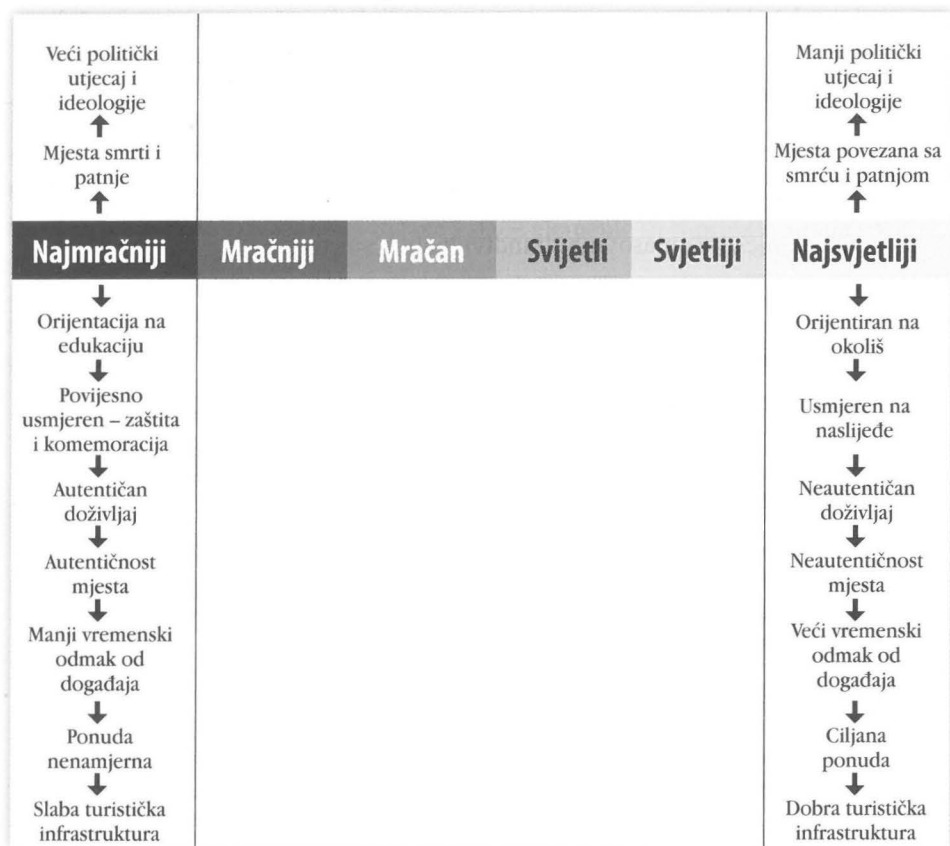 Veći politički
utjecaj i
ideologije
Mjesta smrti i
patnje
Manji politički
utjecaj i
ideologije
Mjesta povezana sa
smrću i patnjom
Najmračniji
Mračniji
Mračan
Svijetli
Svjetliji
Najsvjetliji
Orijentacija na
edukaciju
Povijesno
usmjeren – zaštita
i komemoracija
Autentičan
doživljaj
Autentičnost
mjesta
Manji vremenski
odmak od
događaja
Ponuda
nenamjerna
Slaba turistička
infrastruktura
Orijentiran na
okoliš
Usmjeren na
naslijeđe
Neautentičan
doživljaj
Neautentičnost
mjesta
Veći vremenski
odmak od
događaja
Ciljana
ponuda
Dobra turistička
infrastruktura